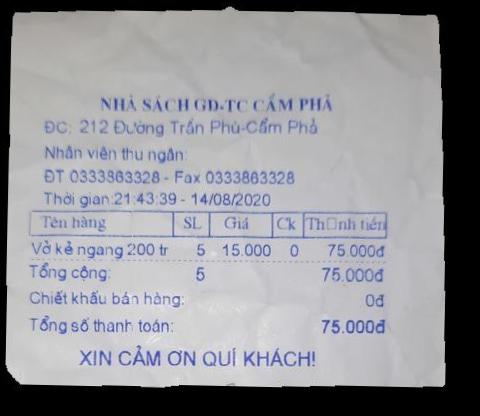 NHÀ SÁCH GD-TC CẨM PHẢ
ĐC: 212 Đường Trần Phú-Cẩm Phả
Nhân viên thu ngân:
ĐT 0333863328 - Fax 0333863328
Thời gian:21:43:39 - 14/08/2020
Tên hàng SL Giá Ck Th□nh tiền
Vở kẻ ngang 200 tr 5 15.000 0 75.000đ
Tổng cộng: 5 75.000đ
Chiết khấu bán hàng: 0đ
Tổng số thanh toán: 75.000đ
XIN CẢM ƠN QUÍ KHÁCH!